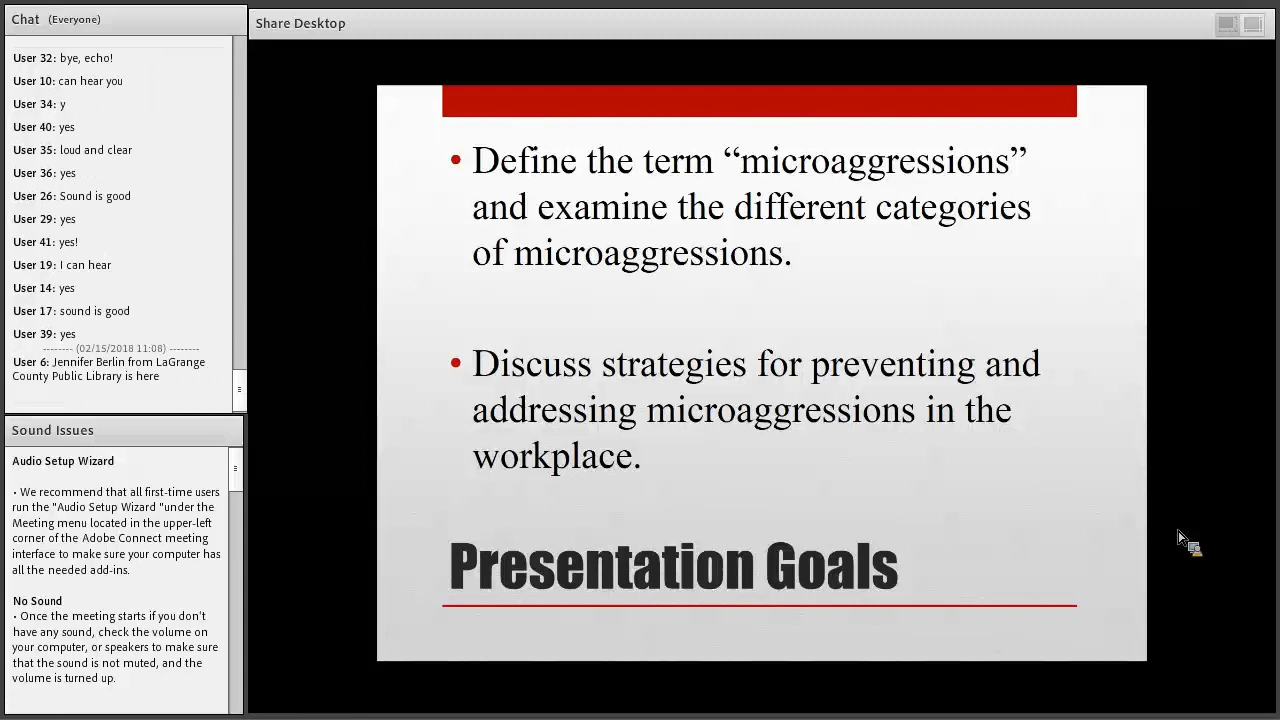 Chat (Everyone)
User 32: bye, echo!
User 10: can hear you
User 34: y
User 40: yes
User 35: loud and clear
User 36: yes
User 26: Sound is good
User 29: yes
User 41: yes!
User 19: I can hear
User 14: yes
User 17: sound is good
User 39: yes
-------- (02/15/2018 11:08) --------
User 6: Jennifer Berlin from LaGrange
County Public Library is here
Sound Issues
Audio Setup Wizard
• We recommend that all first-time users
run the "Audio Setup Wizard "under the
Meeting menu located in the upper-left
corner of the Adobe Connect meeting
interface to make sure your computer has
all the needed add-ins.
No Sound
• Once the meeting starts if you don't
have any sound, check the volume on
your computer, or speakers to make sure
that the sound is not muted, and the
volume is turned up.
Share Desktop
• Define the term “microaggressions”
and examine the different categories
of microaggressions.
• Discuss strategies for preventing and
addressing microaggressions in the
workplace.
Presentation Goals